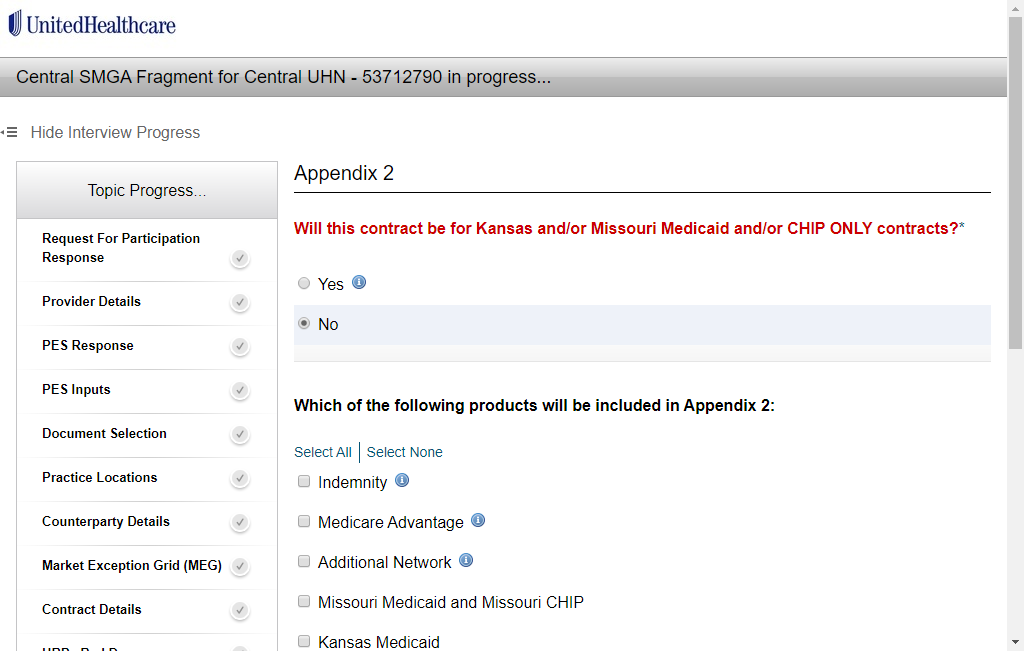 UnitedHealthcare
Central SMGA Fragment for Central UHN - 53712790 in progress...
Hide Interview Progress
Topic Progress...
Request For Participation
Response
Provider Details
PES Response
PES Inputs
Document Selection
Practice Locations
Counterparty Details
Market Exception Grid (MEG)
Contract Details
Appendix 2
Will this contract be for Kansas and/or Missouri Medicaid and/or CHIP ONLY contracts?*
Yes
No
Which of the following products will be included in Appendix 2:
Select All | Select None
Indemnity
Medicare Advantage
Additional Network
Missouri Medicaid and Missouri CHIP
Kansas Medicaid